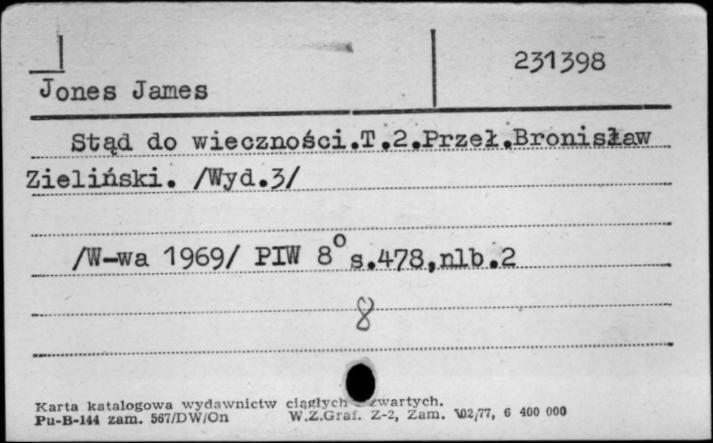 231398
Jones James
Stąd do wieczności.T.2.Przeł.Bronisław
Zieliński. /Wyd.3/
/W-wa 1969/ PIW 8° s.478,nlb.2
8
Karta katalogowa wydawnictw ciągłych zwartych.
Pu-B-144 zam. 567/DW/On W.Z.Graf. Z-2, Zam. 77, 6 400 000